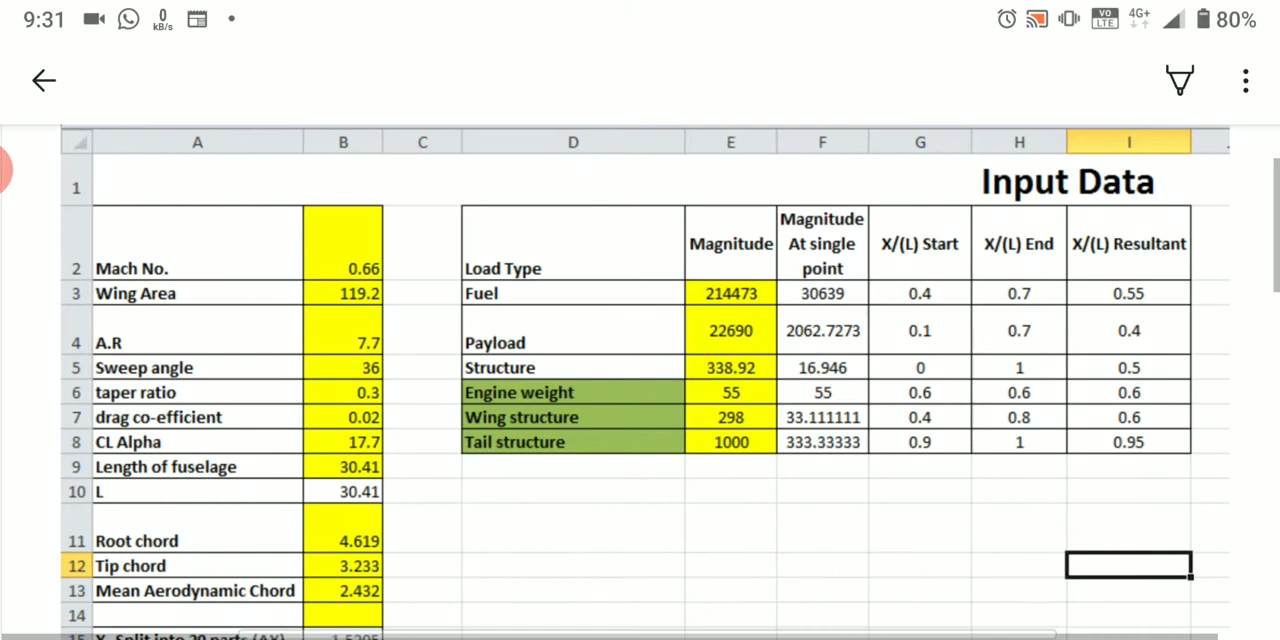 9:31 0 kB/s VO LTE 4G+ 80%
A B C D E F G H I
1 Input Data
2 Mach No. 0.66 Load Type Magnitude Magnitude At single point X/(L) Start X/(L) End X/(L) Resultant
3 Wing Area 119.2 Fuel 214473 30639 0.4 0.7 0.55
4 A.R 7.7 Payload 22690 2062.7273 0.1 0.7 0.4
5 Sweep angle 36 Structure 338.92 16.946 0 1 0.5
6 taper ratio 0.3 Engine weight 55 55 0.6 0.6 0.6
7 drag co-efficient 0.02 Wing structure 298 33.111111 0.4 0.8 0.6
8 CL Alpha 17.7 Tail structure 1000 333.33333 0.9 1 0.95
9 Length of fuselage 30.41
10 L 30.41
11 Root chord 4.619
12 Tip chord 3.233
13 Mean Aerodynamic Chord 2.432
14